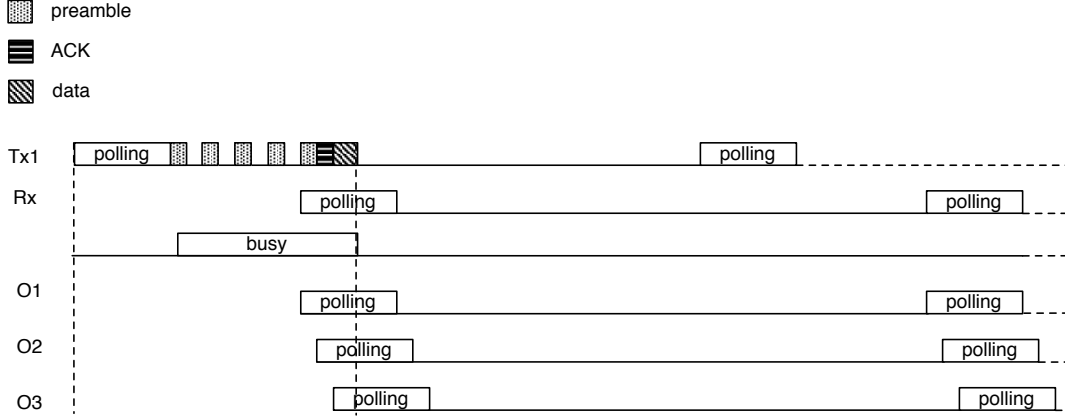 preamble
ACK
data
Tx1 polling polling
Rx polling polling
busy
O1 polling polling
O2 polling polling
O3 polling polling